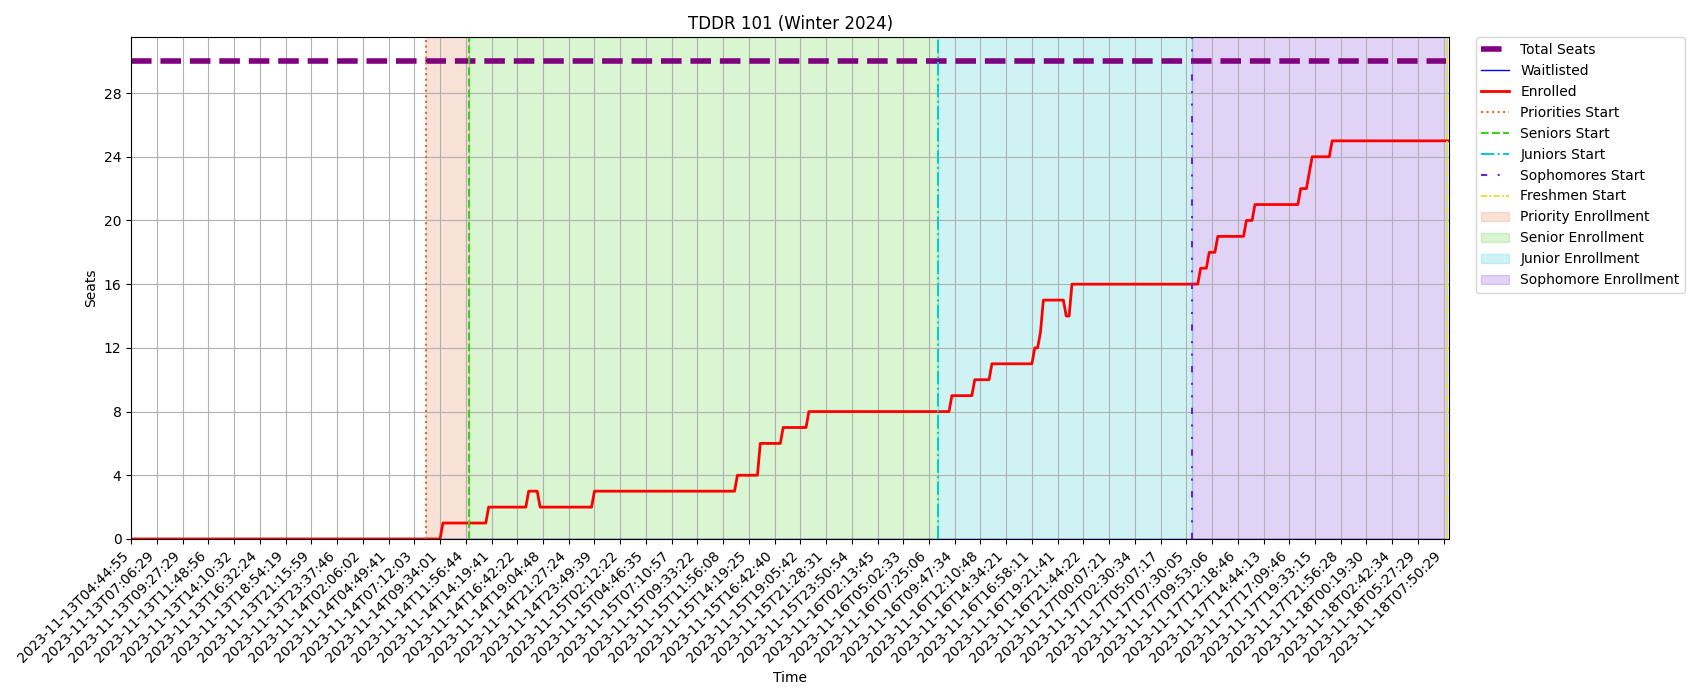 TDDR 101 (Winter 2024)
Total Seats
Waitlisted
Enrolled
Priorities Start
Seniors Start
Juniors Start
Sophomores Start
Freshmen Start
Priority Enrollment
Senior Enrollment
Junior Enrollment
Sophomore Enrollment
Seats
28
24
20
16
12
8
4
0
2023-11-13T04:44:55
2023-11-13T07:06:29
2023-11-13T09:27:29
2023-11-13T11:48:56
2023-11-13T14:10:32
2023-11-13T16:32:24
2023-11-13T18:54:19
2023-11-13T21:15:59
2023-11-13T23:37:46
2023-11-14T02:06:02
2023-11-14T04:49:41
2023-11-14T07:12:03
2023-11-14T09:34:01
2023-11-14T11:56:44
2023-11-14T14:19:41
2023-11-14T16:42:22
2023-11-14T19:04:48
2023-11-14T21:27:24
2023-11-14T23:49:39
2023-11-15T02:12:22
2023-11-15T04:46:35
2023-11-15T07:10:57
2023-11-15T09:33:22
2023-11-15T11:56:08
2023-11-15T14:19:25
2023-11-15T16:42:40
2023-11-15T19:05:42
2023-11-15T21:28:31
2023-11-15T23:50:54
2023-11-16T02:13:45
2023-11-16T05:02:33
2023-11-16T07:25:06
2023-11-16T09:47:34
2023-11-16T12:10:48
2023-11-16T14:34:21
2023-11-16T16:58:11
2023-11-16T19:21:41
2023-11-16T21:44:22
2023-11-17T00:07:21
2023-11-17T02:30:34
2023-11-17T05:07:17
2023-11-17T07:30:05
2023-11-17T09:53:06
2023-11-17T12:18:46
2023-11-17T14:44:13
2023-11-17T17:09:46
2023-11-17T19:33:15
2023-11-17T21:56:28
2023-11-18T00:19:30
2023-11-18T02:42:34
2023-11-18T05:27:29
2023-11-18T07:50:29
Time